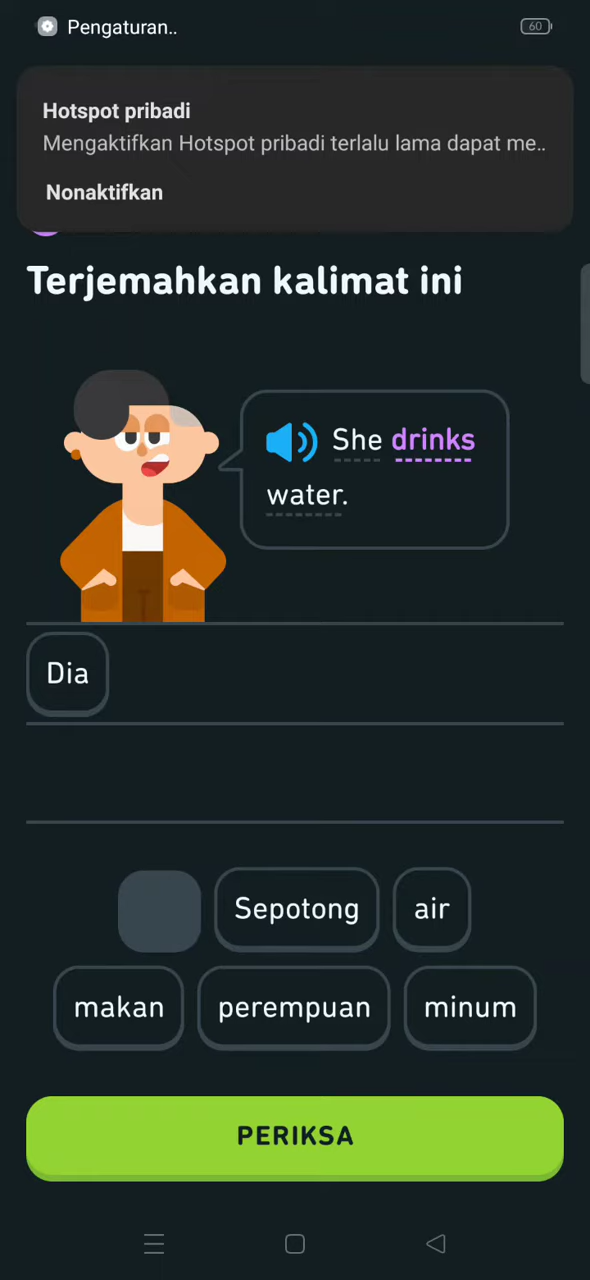 Pengaturan..
60
Hotspot pribadi
Mengaktifkan Hotspot pribadi terlalu lama dapat me..
Nonaktifkan
Terjemahkan kalimat ini
She drinks
water.
Dia
Sepotong air
makan perempuan minum
PERIKSA